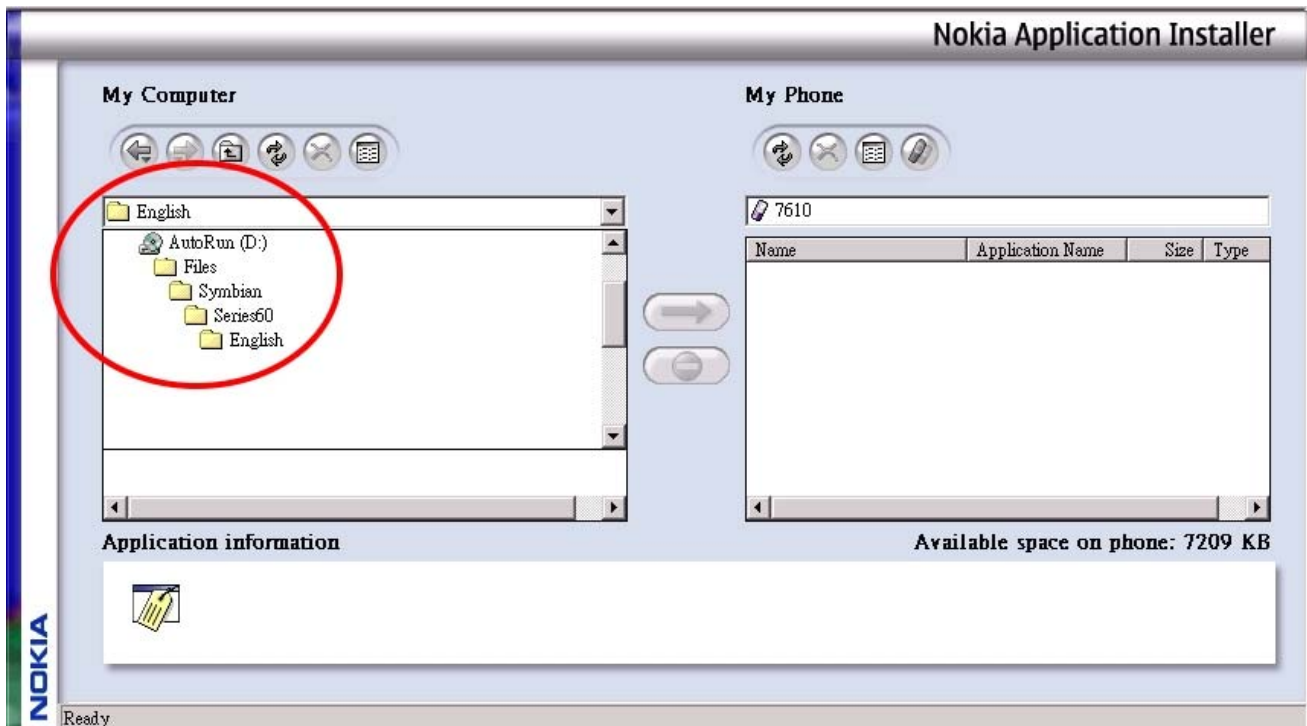 Nokia Application Installer
My Computer
My Phone
English
7610
AutoRun (D:)
Files
Symbian
Series60
English
Name Application Name Size Type
Application information
Available space on phone: 7209 KB
NOKIA
Ready